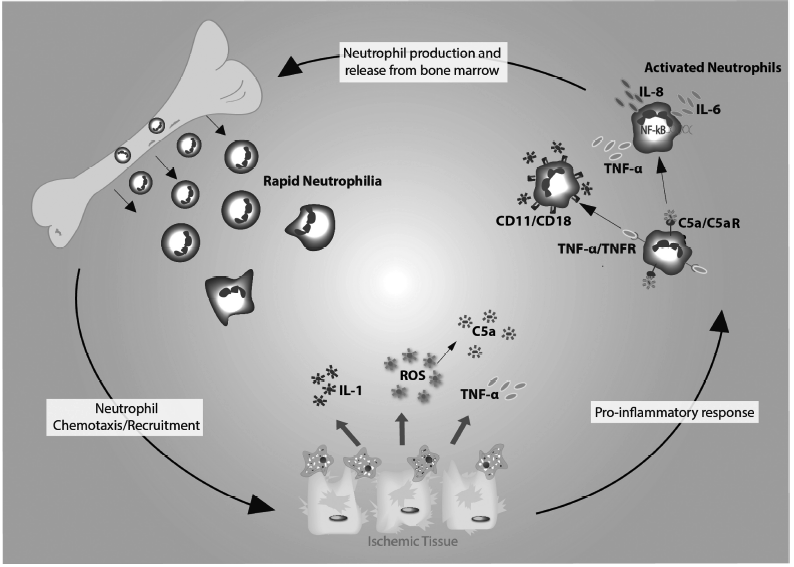 Neutrophil production and
release from bone marrow
Activated Neutrophils
IL-8
IL-6
NF-kB
TNF-α
Rapid Neutrophilia
CD11/CD18
C5a/C5aR
TNF-α/TNFR
C5a
ROS
IL-1
TNF-α
Neutrophil
Chemotaxis/Recruitment
Pro-inflammatory response
Ischemic Tissue